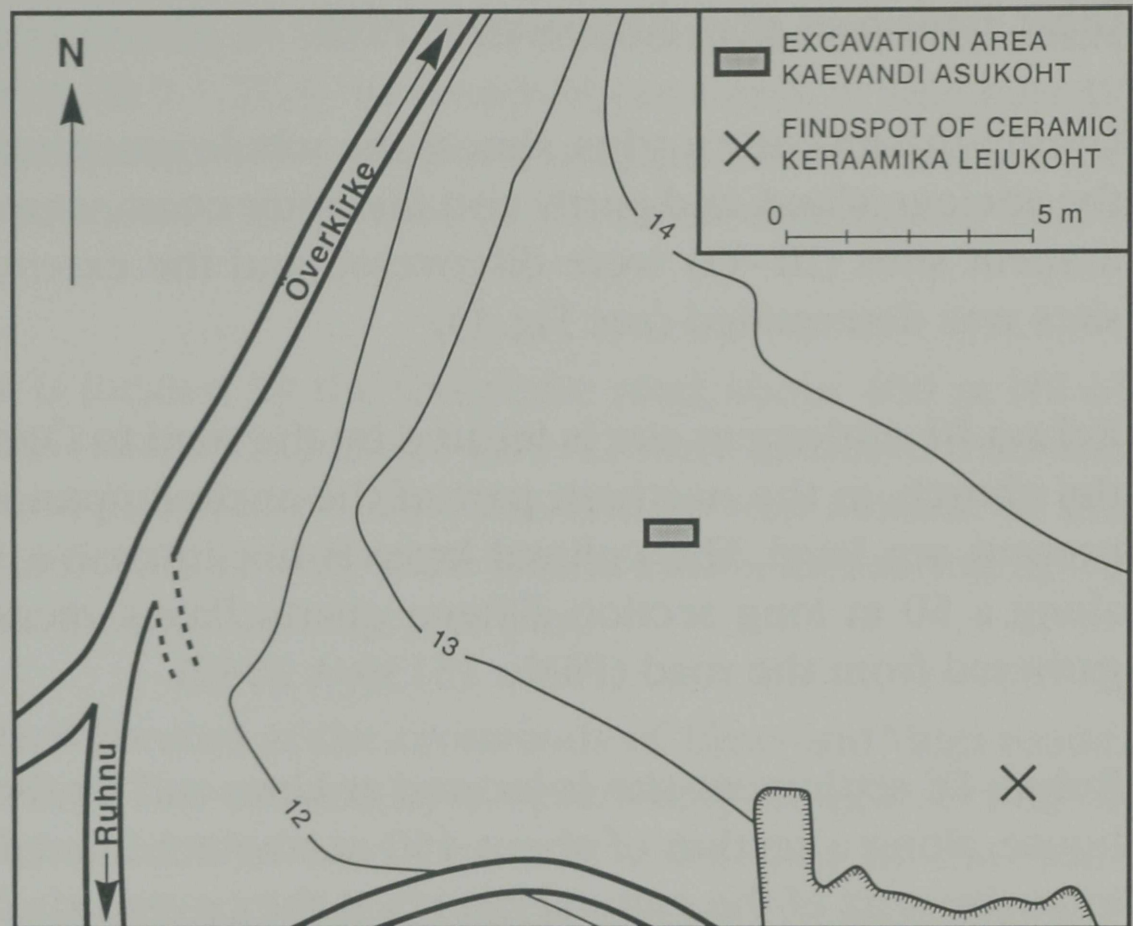 N
EXCAVATION AREA
KAEVANDI ASUKOHT
FINDSPOT OF CERAMIC
KERAAMIKA LEIUKOHT
0 5 m
Överkirke
14
13
12
Ruhnu